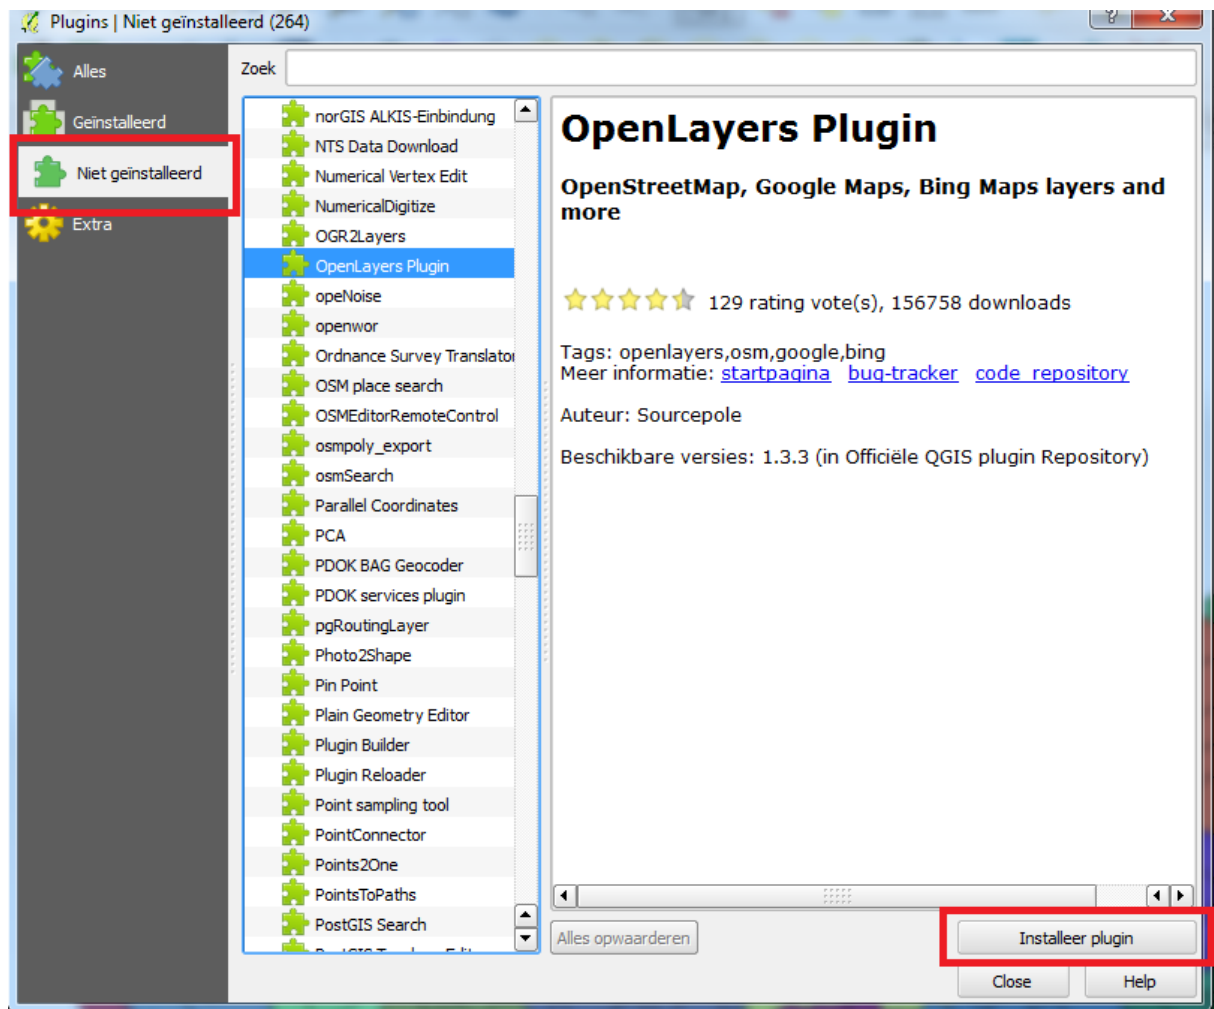 Plugins | Niet geïnstalleerd (264)
?
X
Alles
Geïnstalleerd
Niet geïnstalleerd
Extra
Zoek
norGIS ALKIS-Einbindung
NTS Data Download
Numerical Vertex Edit
NumericalDigitize
OGR2Layers
OpenLayers Plugin
opeNoise
openwor
Ordnance Survey Translator
OSM place search
OSMEditorRemoteControl
osmpoly_export
osmSearch
Parallel Coordinates
PCA
PDOK BAG Geocoder
PDOK services plugin
pgRoutingLayer
Photo2Shape
Pin Point
Plain Geometry Editor
Plugin Builder
Plugin Reloader
Point sampling tool
PointConnector
Points2One
PointsToPaths
PostGIS Search
OpenLayers Plugin
OpenStreetMap, Google Maps, Bing Maps layers and
more
129 rating vote(s), 156758 downloads
Tags: openlayers,osm,google,bing
Meer informatie: startpagina bug-tracker code_repository
Auteur: Sourcepole
Beschikbare versies: 1.3.3 (in Officiële QGIS plugin Repository)
Alles opwaarderen
Installeer plugin
Close
Help